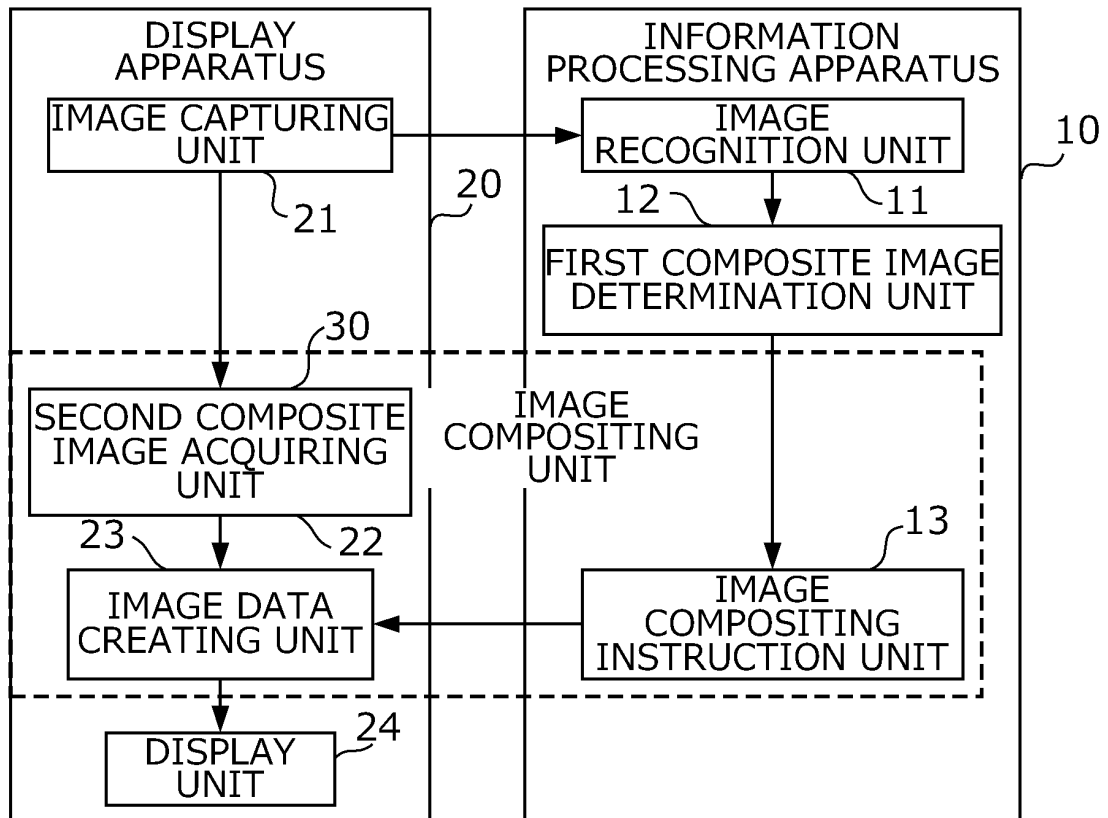 DISPLAY
APPARATUS
IMAGE CAPTURING
UNIT
21
20
INFORMATION
PROCESSING APPARATUS
IMAGE
RECOGNITION UNIT
10
11
12
FIRST COMPOSITE IMAGE
DETERMINATION UNIT
30
SECOND COMPOSITE
IMAGE ACQUIRING
UNIT
22
IMAGE
COMPOSITING
UNIT
23
IMAGE DATA
CREATING UNIT
13
IMAGE
COMPOSITING
INSTRUCTION UNIT
DISPLAY
UNIT
24